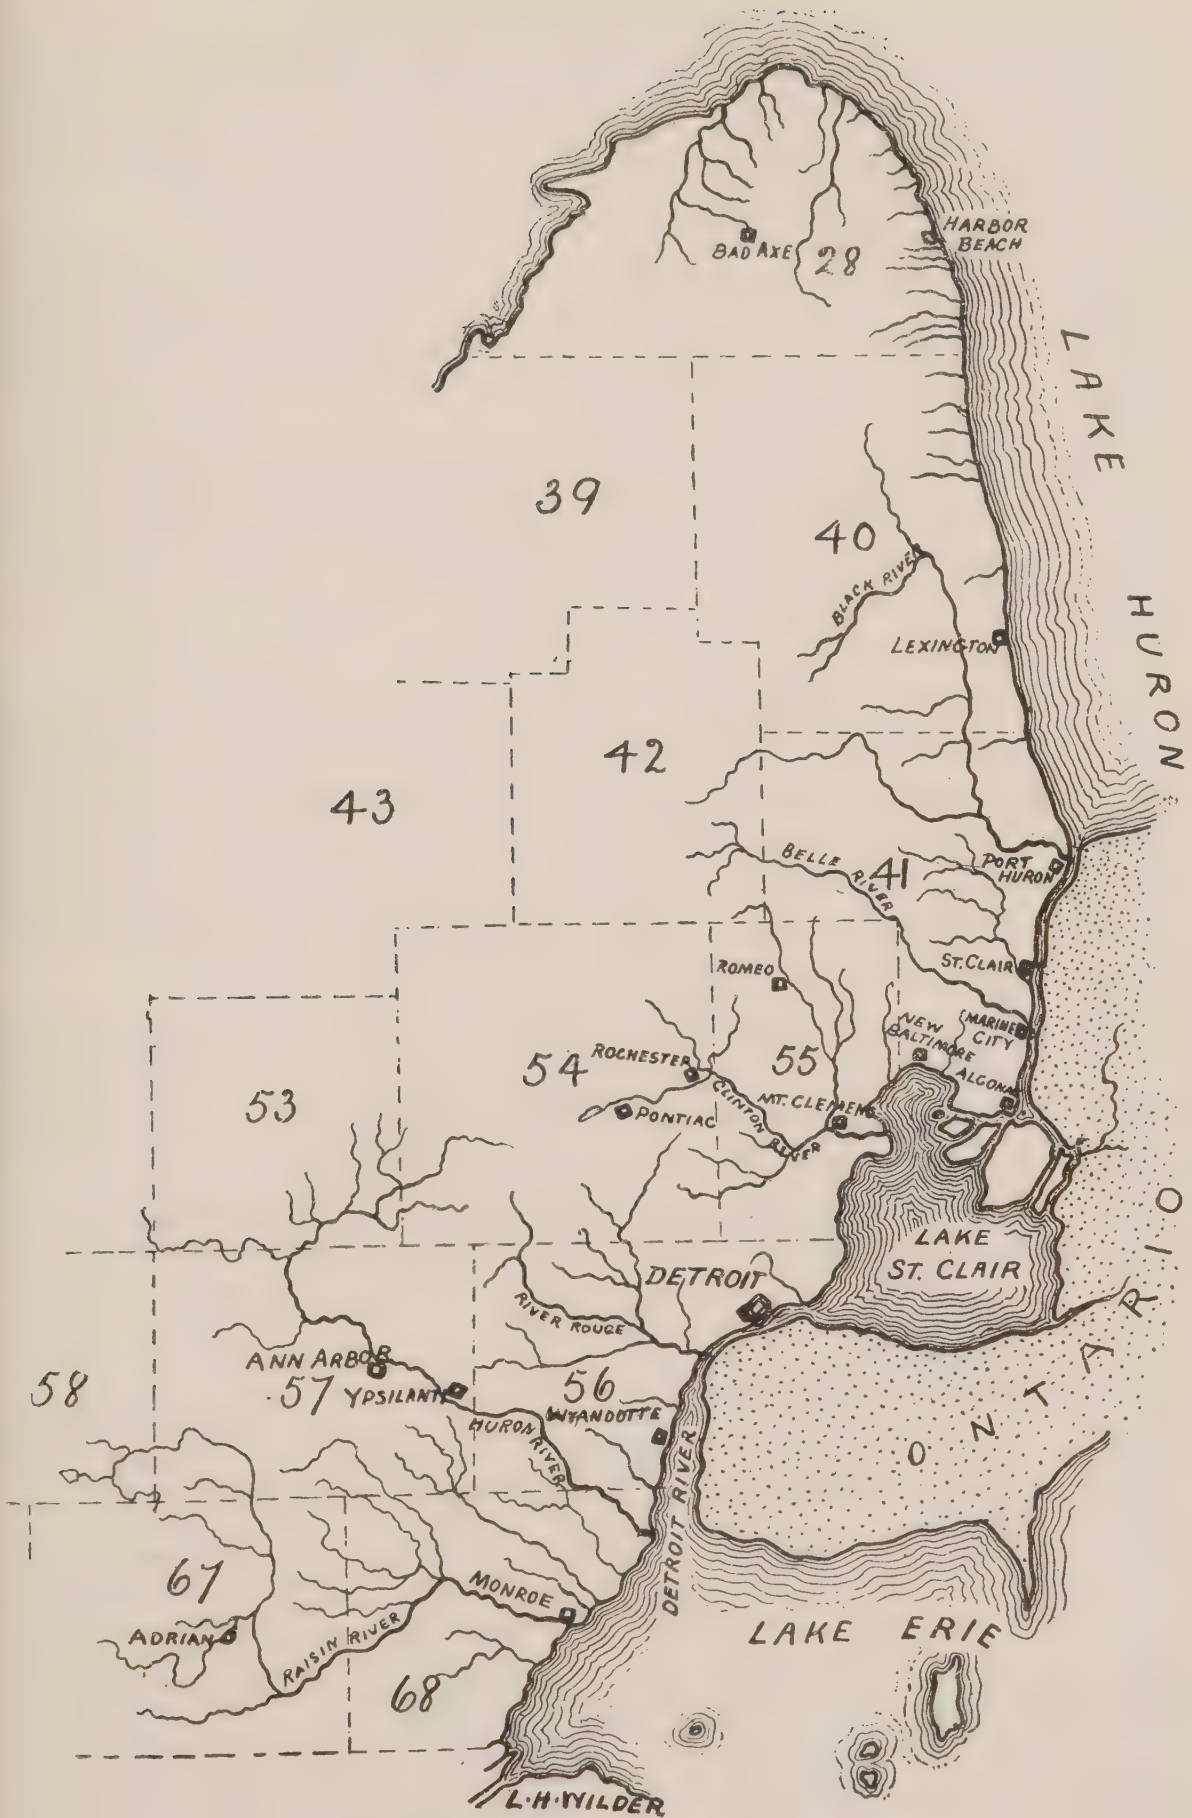 HARBOR
BEACH
BAD AXE
28
LAKE
HURON
39
40
BLACK RIVER
LEXINGTON
42
43
BELLE
RIVER
41
PORT
HURON
ST. CLAIR
ROMEO
MARINE
CITY
NEW
BALTIMORE
ALGONAC
53
54
55
ROCHESTER
PONTIAC
CLINTON
RIVER
MT. CLEMENS
LAKE
ST. CLAIR
DETROIT
RIVER ROUGE
ONTARIO
ANN ARBOR
58
57
YPSILANTI
56
WYANDOTTE
HURON
RIVER
DETROIT RIVER
67
MONROE
ADRIAN
RAISIN RIVER
68
LAKE ERIE
L.H. WILDER